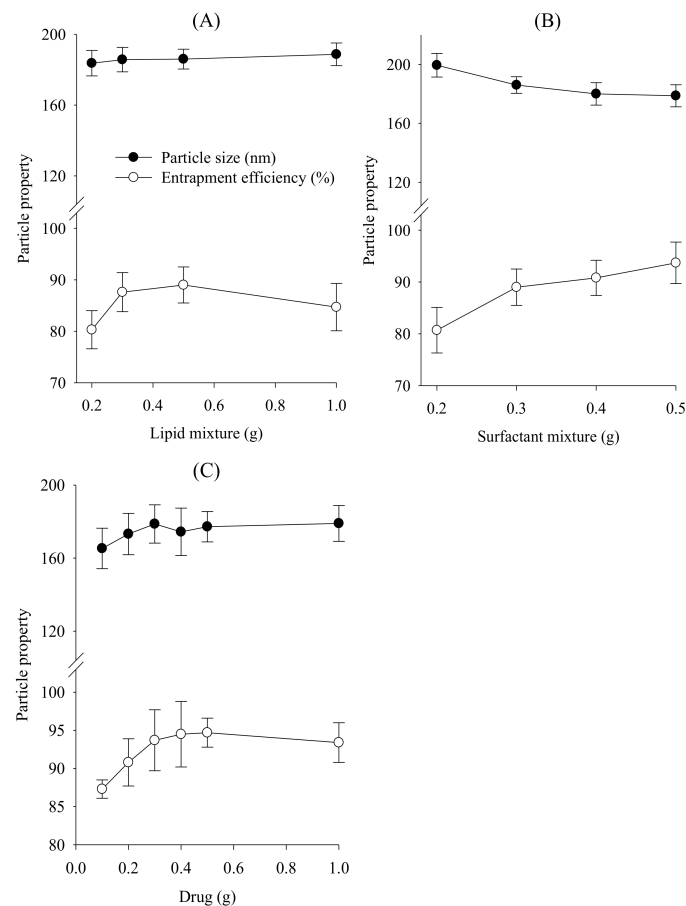 (A)
200
160
120
100
90
80
70
Particle property
Particle size (nm)
Entrapment efficiency (%)
0.2 0.4 0.6 0.8 1.0
Lipid mixture (g)
(B)
200
160
120
100
90
80
70
Particle property
0.2 0.3 0.4 0.5
Surfactant mixture (g)
(C)
200
160
120
100
95
90
85
80
Particle property
0.0 0.2 0.4 0.6 0.8 1.0
Drug (g)